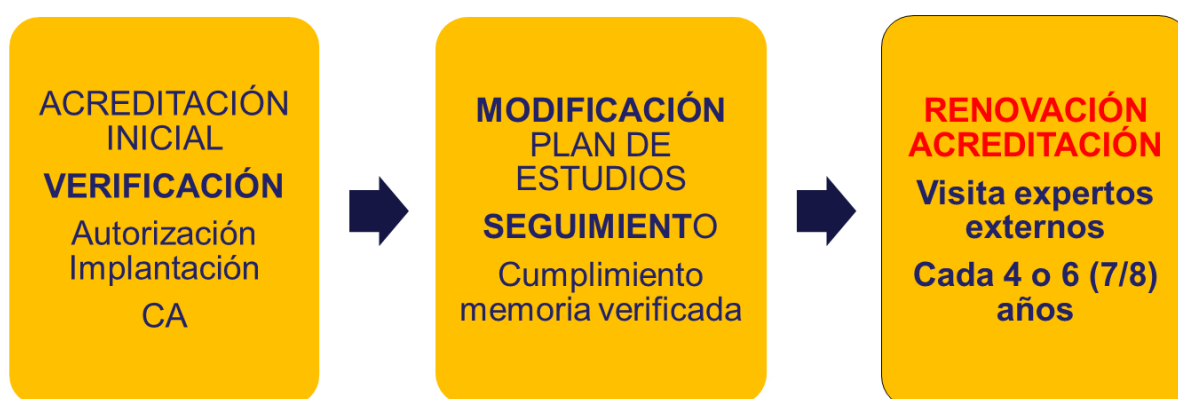 ACREDITACIÓN
INICIAL
VERIFICACIÓN
Autorización
Implantación
CA
MODIFICACIÓN
PLAN DE
ESTUDIOS
SEGUIMIENTO
Cumplimiento
memoria verificada
RENOVACIÓN
ACREDITACIÓN
Visita expertos
externos
Cada 4 o 6 (7/8)
años